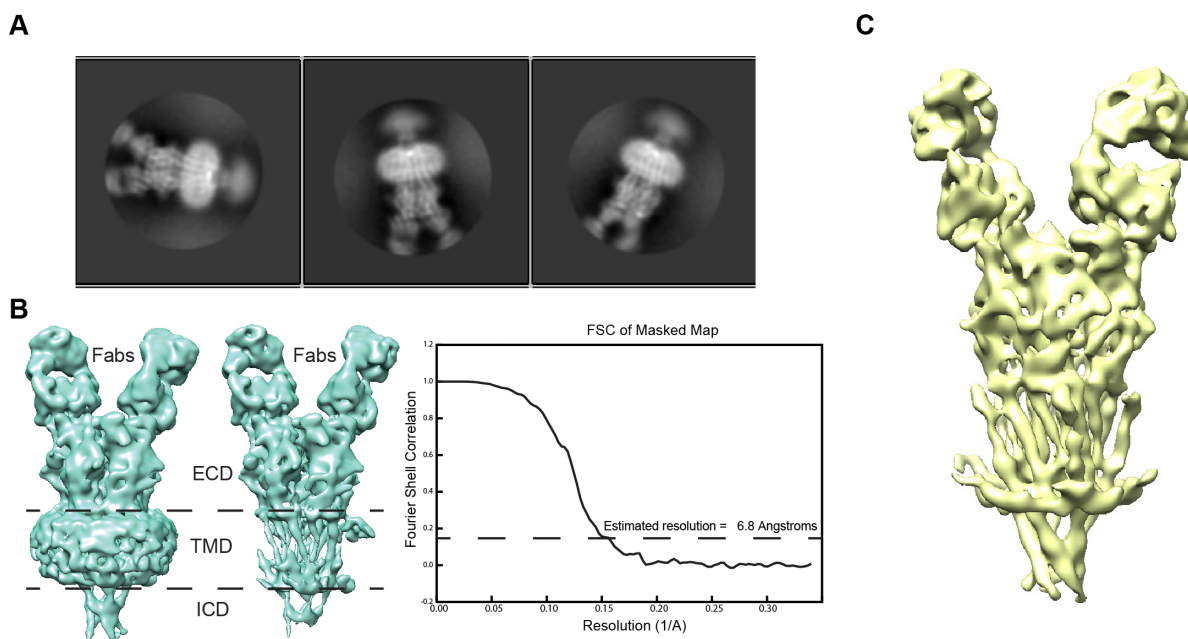 A
C
B
Fabs
Fabs
ECD
TMD
ICD
FSC of Masked Map
1.2
1.0
0.8
0.6
0.4
0.2
0.0
-0.2
Fourier Shell Correlation
Estimated resolution = 6.8 Angstroms
0.00
0.05
0.10
0.15
0.20
0.25
0.30
Resolution (1/A)